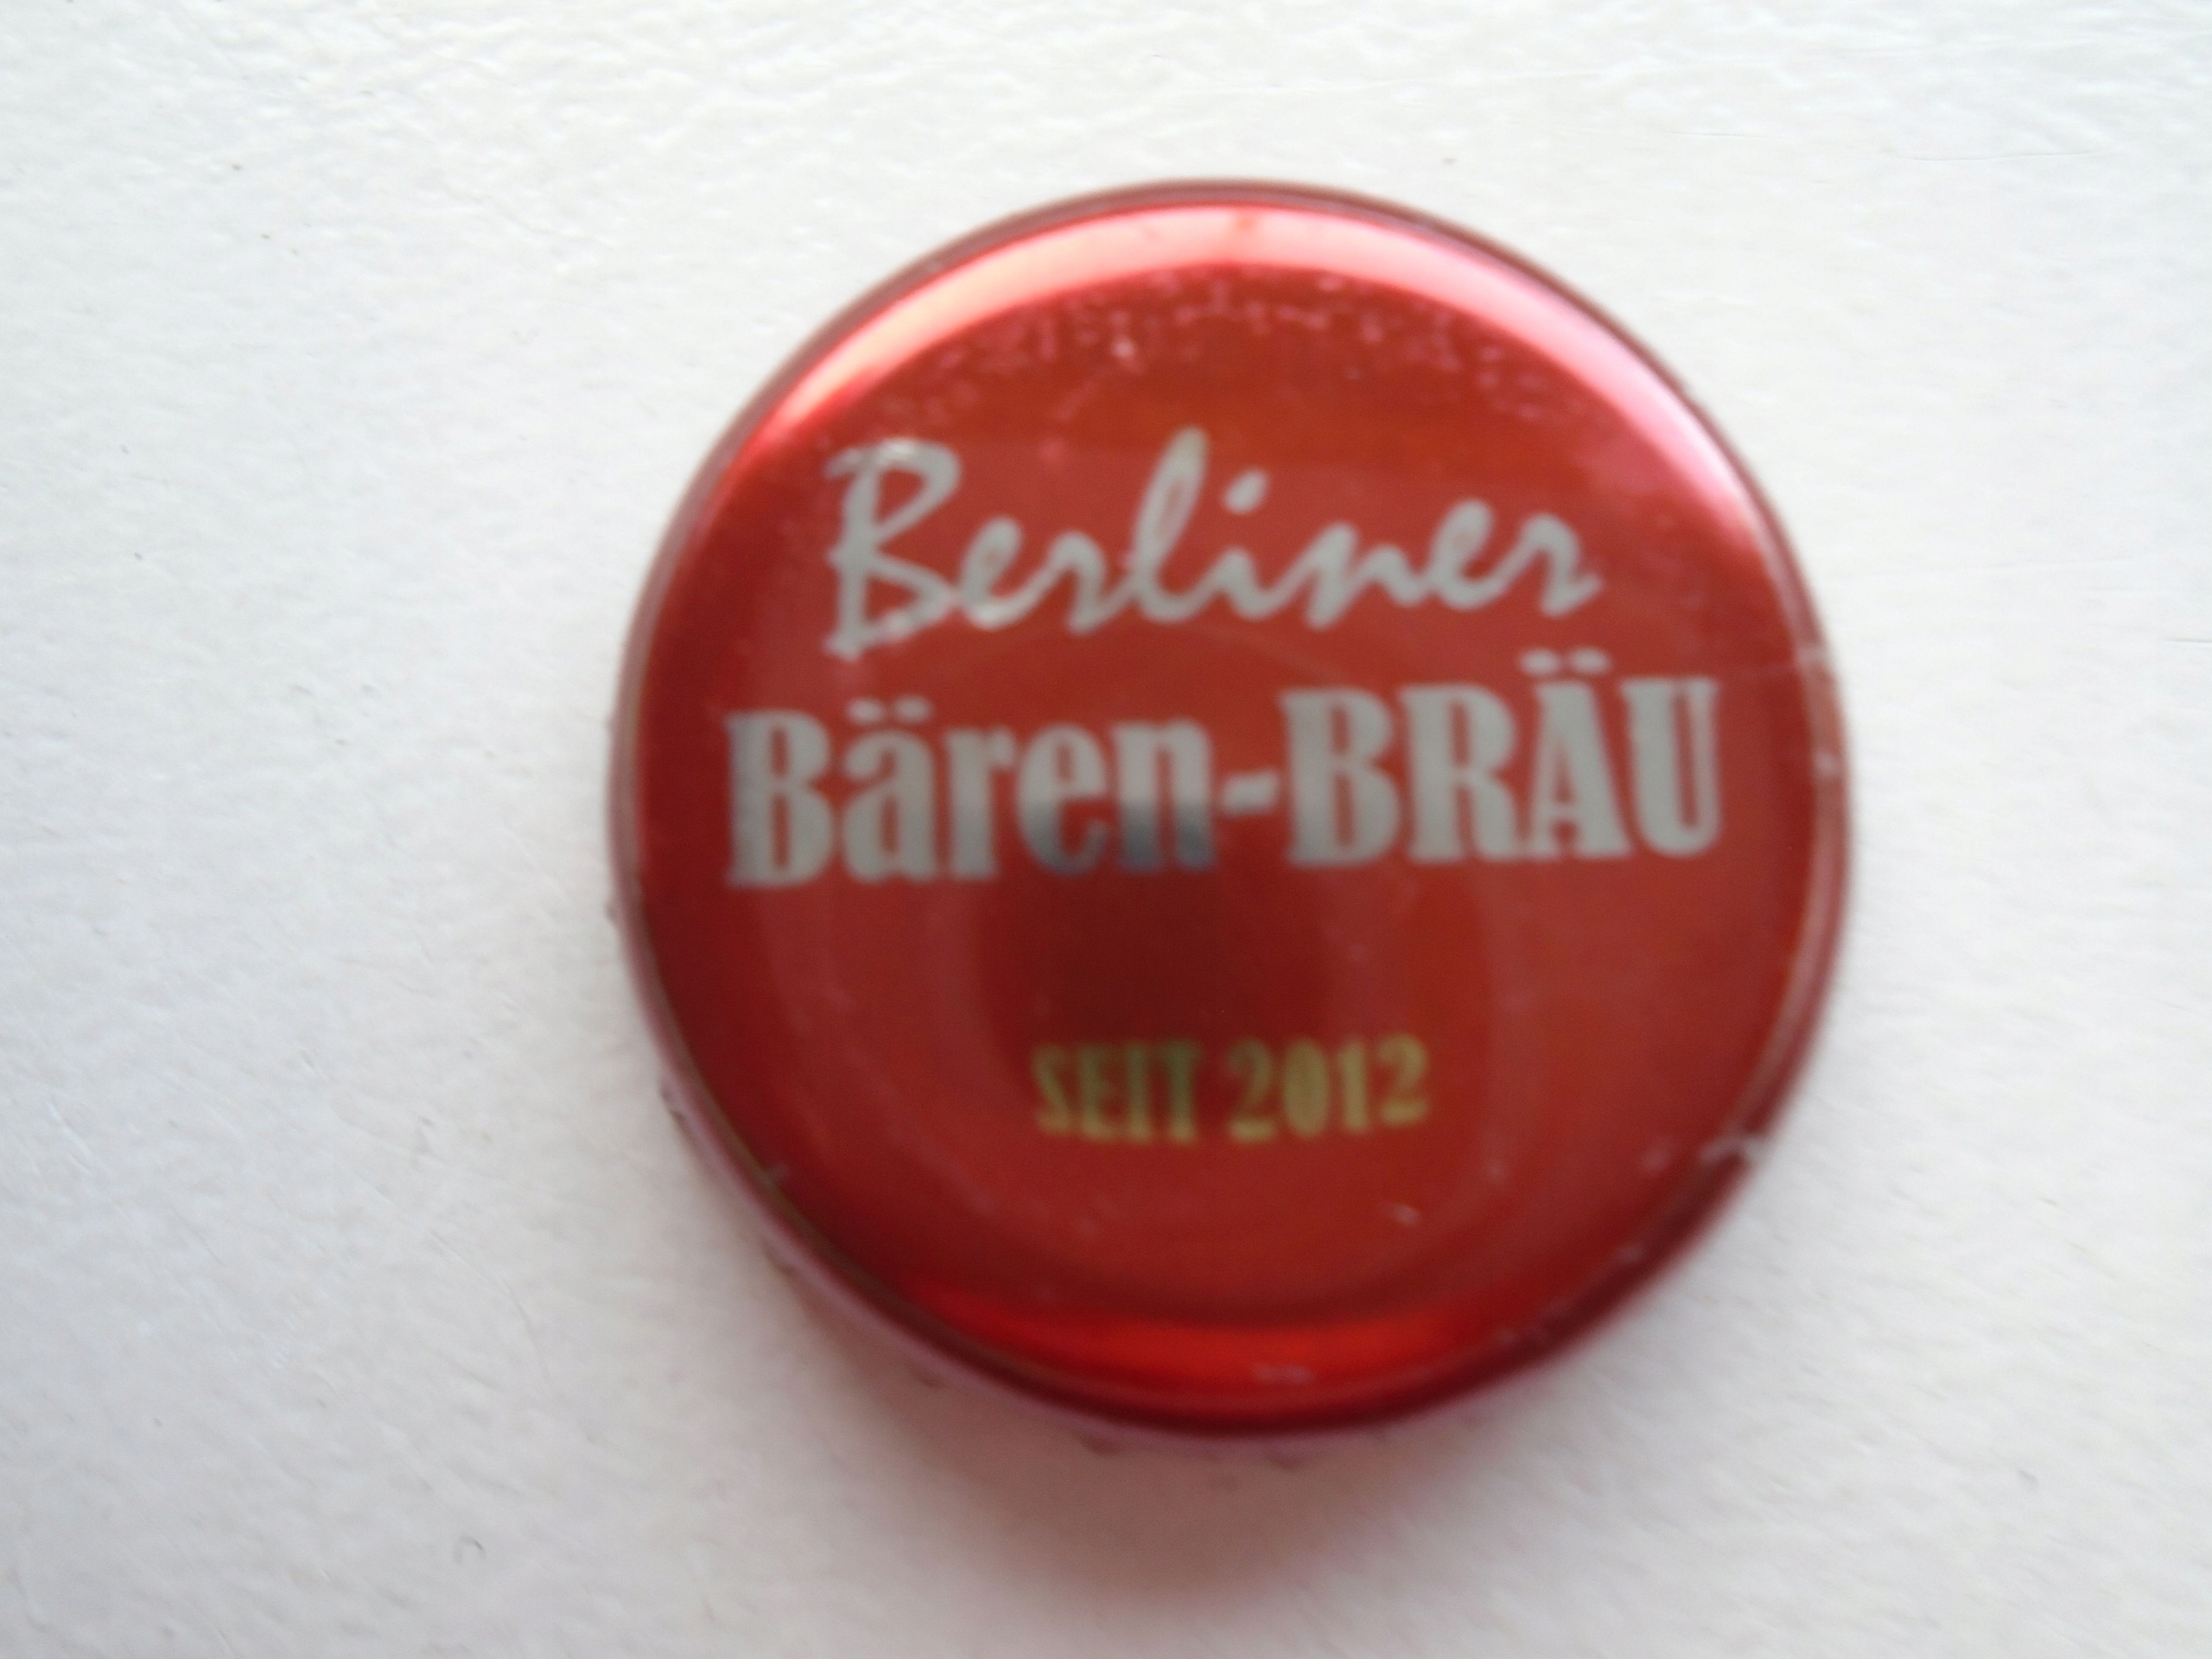 Berliner
Bären-BRÄU
SEIT 2012